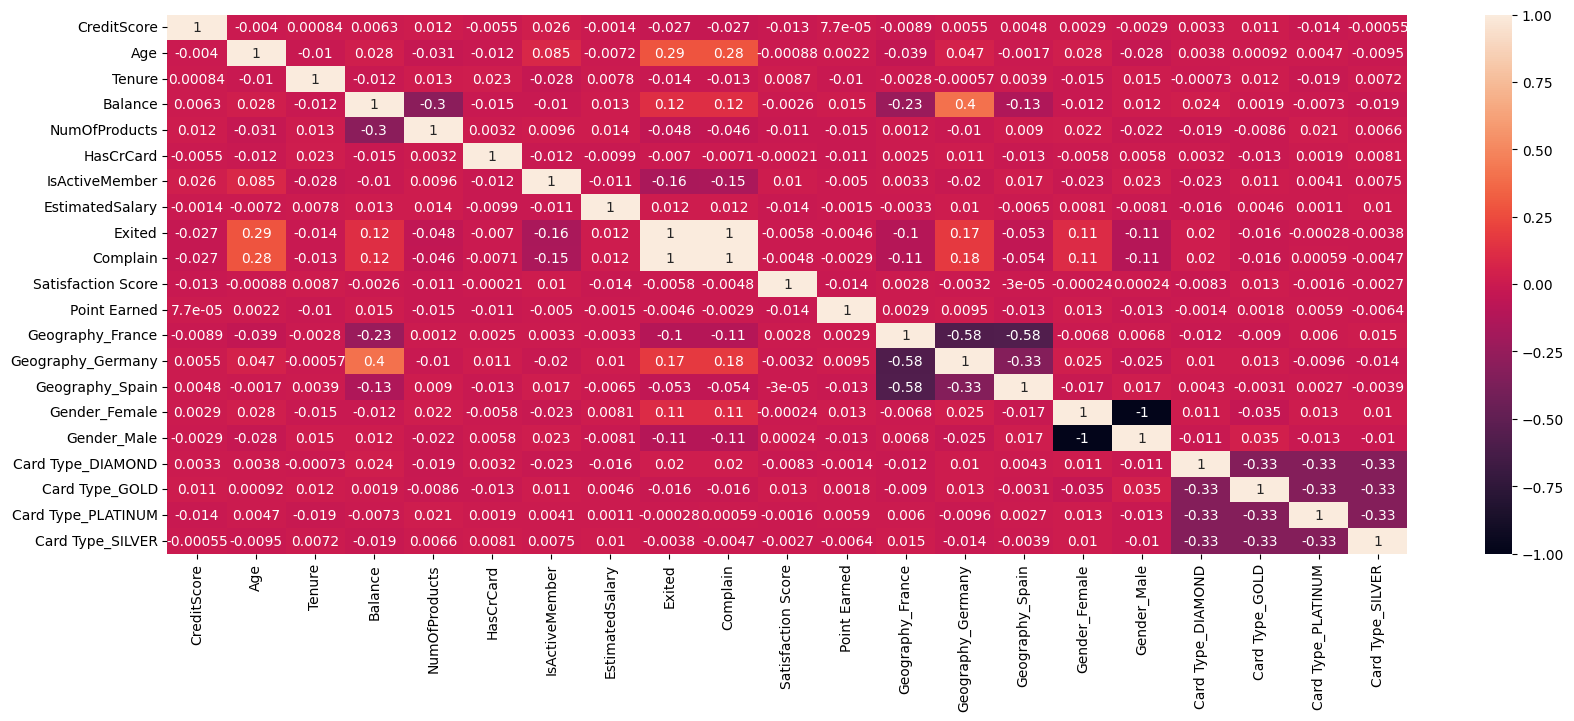 CreditScore 1 -0.004 0.00084 0.0063 0.012 -0.0055 0.026 -0.0014 -0.027 -0.027 -0.013 7.7e-05 -0.0089 0.0055 0.0048 0.0029 -0.0029 0.0033 0.011 -0.014 -0.00055 1.00
Age -0.004 1 -0.01 0.028 -0.031 -0.012 0.085 -0.0072 0.29 0.28 -0.00088 0.0022 -0.039 0.047 -0.0017 0.028 -0.028 0.0038 0.00092 0.0047 -0.0095
Tenure 0.00084 -0.01 1 -0.012 0.013 0.023 -0.028 0.0078 -0.014 -0.013 0.0087 -0.01 -0.0028 -0.00057 0.0039 -0.015 0.015 -0.00073 0.012 -0.019 0.0072 0.75
Balance 0.0063 0.028 -0.012 1 -0.3 -0.015 -0.01 0.013 0.12 0.12 -0.0026 0.015 -0.23 0.4 -0.13 -0.012 0.012 0.024 0.0019 -0.0073 -0.019
NumOfProducts 0.012 -0.031 0.013 -0.3 1 0.0032 0.0096 0.014 -0.048 -0.046 -0.011 -0.015 0.0012 -0.01 0.009 0.022 -0.022 -0.019 -0.0086 0.021 0.0066 0.50
HasCrCard -0.0055 -0.012 0.023 -0.015 0.0032 1 -0.012 -0.0099 -0.007 -0.0071 -0.00021 -0.011 0.0025 0.011 -0.013 -0.0058 0.0058 0.0032 -0.013 0.0019 0.0081
IsActiveMember 0.026 0.085 -0.028 -0.01 0.0096 -0.012 1 -0.011 -0.16 -0.15 0.01 -0.005 0.0033 -0.02 0.017 -0.023 0.023 -0.023 0.011 0.0041 0.0075
EstimatedSalary -0.0014 -0.0072 0.0078 0.013 0.014 -0.0099 -0.011 1 0.012 0.012 -0.014 -0.0015 -0.0033 0.01 -0.0065 0.0081 -0.0081 -0.016 0.0046 0.0011 0.01 0.25
Exited -0.027 0.29 -0.014 0.12 -0.048 -0.007 -0.16 0.012 1 1 -0.0058 -0.0046 -0.1 0.17 -0.053 0.11 -0.11 0.02 -0.016 -0.00028 -0.0038
Complain -0.027 0.28 -0.013 0.12 -0.046 -0.0071 -0.15 0.012 1 1 -0.0048 -0.0029 -0.11 0.18 -0.054 0.11 -0.11 0.02 -0.016 0.00059 -0.0047
Satisfaction Score -0.013 -0.00088 0.0087 -0.0026 -0.011 -0.00021 0.01 -0.014 -0.0058 -0.0048 1 -0.014 0.0028 -0.0032 -3e-05 -0.00024 0.00024 -0.0083 0.013 -0.0016 -0.0027 0.00
Point Earned 7.7e-05 0.0022 -0.01 0.015 -0.015 -0.011 -0.005 -0.0015 -0.0046 -0.0029 -0.014 1 0.0029 0.0095 -0.013 0.013 -0.013 -0.0014 0.0018 0.0059 -0.0064
Geography_France -0.0089 -0.039 -0.0028 -0.23 0.0012 0.0025 0.0033 -0.0033 -0.1 -0.11 0.0028 0.0029 1 -0.58 -0.58 -0.0068 0.0068 -0.012 -0.009 0.006 0.015
Geography_Germany 0.0055 0.047 -0.00057 0.4 -0.01 0.011 -0.02 0.01 0.17 0.18 -0.0032 0.0095 -0.58 1 -0.33 0.025 -0.025 0.01 0.013 -0.0096 -0.014 -0.25
Geography_Spain 0.0048 -0.0017 0.0039 -0.13 0.009 -0.013 0.017 -0.0065 -0.053 -0.054 -3e-05 -0.013 -0.58 -0.33 1 -0.017 0.017 0.0043 -0.0031 0.0027 -0.0039
Gender_Female 0.0029 0.028 -0.015 -0.012 0.022 -0.0058 -0.023 0.0081 0.11 0.11 -0.00024 0.013 -0.0068 0.025 -0.017 1 -1 0.011 -0.035 0.013 0.01
Gender_Male -0.0029 -0.028 0.015 0.012 -0.022 0.0058 0.023 -0.0081 -0.11 -0.11 0.00024 -0.013 0.0068 -0.025 0.017 -1 1 -0.011 0.035 -0.013 -0.01 -0.50
Card Type_DIAMOND 0.0033 0.0038 -0.00073 0.024 -0.019 0.0032 -0.023 -0.016 0.02 0.02 -0.0083 -0.0014 -0.012 0.01 0.0043 0.011 -0.011 1 -0.33 -0.33 -0.33
Card Type_GOLD 0.011 0.00092 0.012 0.0019 -0.0086 -0.013 0.011 0.0046 -0.016 -0.016 0.013 0.0018 -0.009 0.013 -0.0031 -0.035 0.035 -0.33 1 -0.33 -0.33 -0.75
Card Type_PLATINUM -0.014 0.0047 -0.019 -0.0073 0.021 0.0019 0.0041 0.0011 -0.00028 0.00059 -0.0016 0.0059 0.006 -0.0096 0.0027 0.013 -0.013 -0.33 -0.33 1 -0.33
Card Type_SILVER -0.00055 -0.0095 0.0072 -0.019 0.0066 0.0081 0.0075 0.01 -0.0038 -0.0047 -0.0027 -0.0064 0.015 -0.014 -0.0039 0.01 -0.01 -0.33 -0.33 -0.33 1 -1.00
CreditScore Age Tenure Balance NumOfProducts HasCrCard IsActiveMember EstimatedSalary Exited Complain Satisfaction Score Point Earned Geography_France Geography_Germany Geography_Spain Gender_Female Gender_Male Card Type_DIAMOND Card Type_GOLD Card Type_PLATINUM Card Type_SILVER